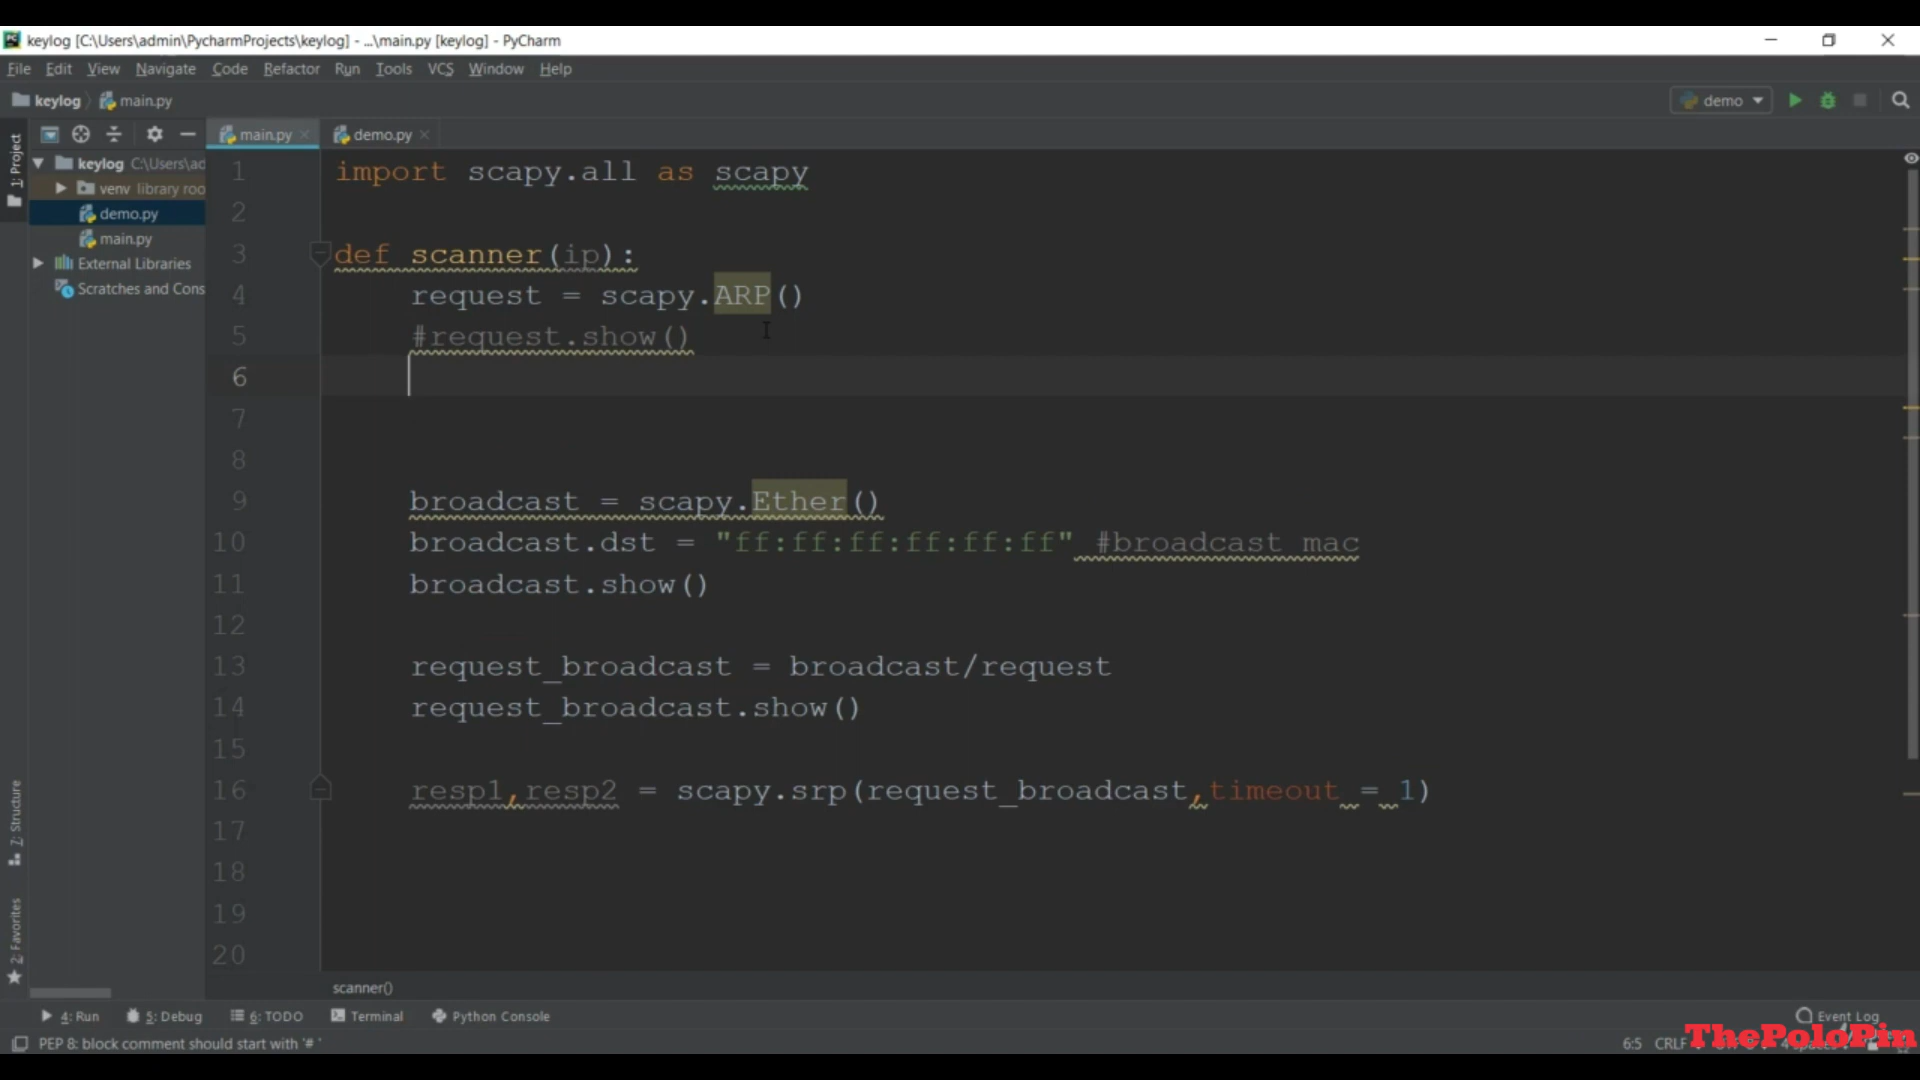 keylog [C:\Users\admin\PycharmProjects\keylog] - ...\main.py [keylog] - PyCharm
File Edit View Navigate Code Refactor Run Tools VCS Window Help
keylog main.py demo
main.py demo.py
1: Project
keylog C:\Users\ad
venv library roo
demo.py
main.py
External Libraries
Scratches and Cons
1 import scapy.all as scapy
2
3 def scanner(ip):
4 request = scapy.ARP()
5 #request.show()
6
7
8
9 broadcast = scapy.Ether()
10 broadcast.dst = "ff:ff:ff:ff:ff:ff" #broadcast mac
11 broadcast.show()
12
13 request_broadcast = broadcast/request
14 request_broadcast.show()
15
16 resp1,resp2 = scapy.srp(request_broadcast,timeout = 1)
17
18
19
20
7: Structure
2: Favorites
scanner()
4: Run 5: Debug 6: TODO Terminal Python Console Event Log
PEP 8: block comment should start with '# ' 6:5 CRLF
ThePoloPin